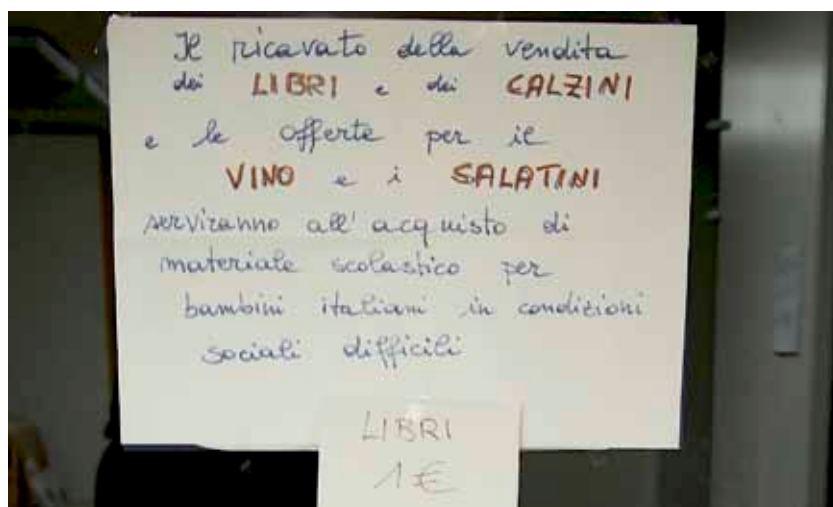 Il ricavato della vendita
dei LIBRI e dei CALZINI
e le offerte per il
VINO e i SALATINI
serviranno all'acquisto di
materiale scolastico per
bambini italiani in condizioni
sociali difficili
LIBRI
1 €